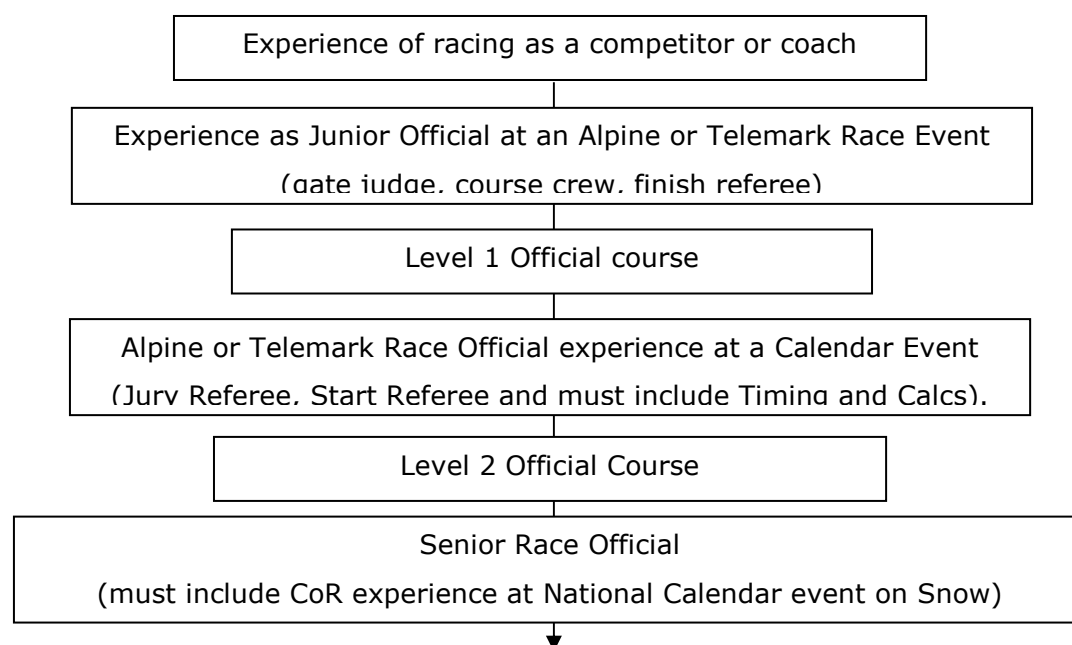 Experience of racing as a competitor or coach
Experience as Junior Official at an Alpine or Telemark Race Event
(gate judge, course crew, finish referee)
Level 1 Official course
Alpine or Telemark Race Official experience at a Calendar Event
(Jury Referee, Start Referee and must include Timing and Calcs).
Level 2 Official Course
Senior Race Official
(must include CoR experience at National Calendar event on Snow)